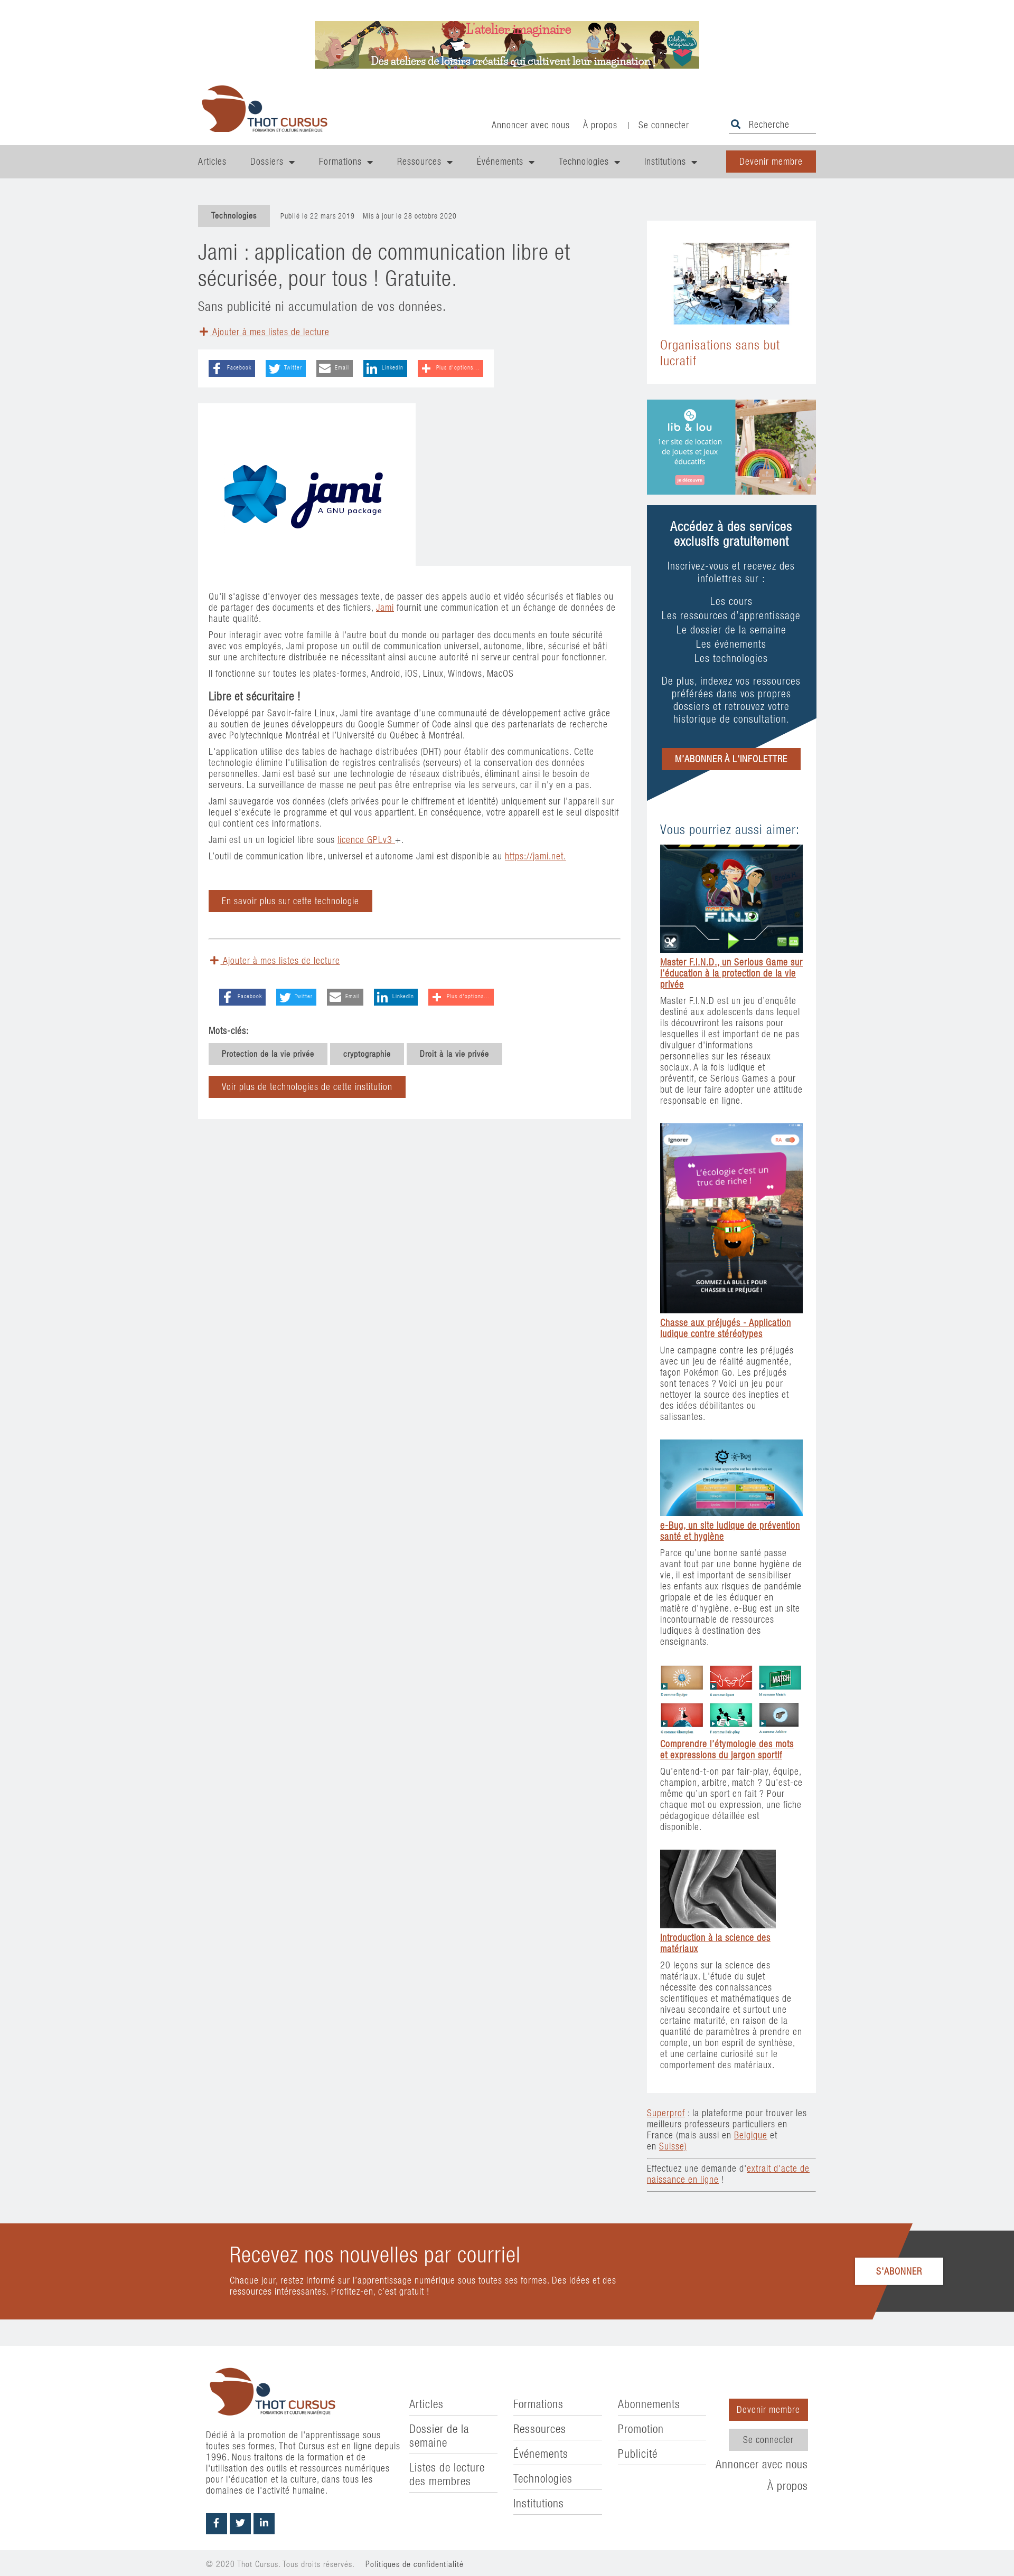 L'atelier imaginaire
Des ateliers de loisirs créatifs qui cultivent leur imagination !
THOT CURSUS
FORMATION ET CULTURE NUMÉRIQUE
Annoncer avec nous
À propos
|
Se connecter
Recherche
Articles
Dossiers
Formations
Ressources
Événements
Technologies
Institutions
Devenir membre
Technologies
Publié le 22 mars 2019
Mis à jour le 28 octobre 2020
Jami : application de communication libre et
sécurisée, pour tous ! Gratuite.
Sans publicité ni accumulation de vos données.
Ajouter à mes listes de lecture
Facebook
Twitter
Email
LinkedIn
Plus d'options...
jami
A GNU package
Qu'il s'agisse d'envoyer des messages texte, de passer des appels audio et vidéo sécurisés et fiables ou
de partager des documents et des fichiers, Jami fournit une communication et un échange de données de
haute qualité.
Pour interagir avec votre famille à l'autre bout du monde ou partager des documents en toute sécurité
avec vos employés, Jami propose un outil de communication universel, autonome, libre, sécurisé et bâti
sur une architecture distribuée ne nécessitant ainsi aucune autorité ni serveur central pour fonctionner.
Il fonctionne sur toutes les plates-formes, Android, iOS, Linux, Windows, MacOS
Libre et sécuritaire !
Développé par Savoir-faire Linux, Jami tire avantage d'une communauté de développement active grâce
au soutien de jeunes développeurs du Google Summer of Code ainsi que des partenariats de recherche
avec Polytechnique Montréal et l'Université du Québec à Montréal.
L'application utilise des tables de hachage distribuées (DHT) pour établir des communications. Cette
technologie élimine l'utilisation de registres centralisés (serveurs) et la conservation des données
personnelles. Jami est basé sur une technologie de réseaux distribués, éliminant ainsi le besoin de
serveurs. La surveillance de masse ne peut pas être entreprise via les serveurs, car il n'y en a pas.
Jami sauvegarde vos données (clefs privées pour le chiffrement et identité) uniquement sur l'appareil sur
lequel s'exécute le programme et qui vous appartient. En conséquence, votre appareil est le seul dispositif
qui contient ces informations.
Jami est un un logiciel libre sous licence GPLv3 +.
L'outil de communication libre, universel et autonome Jami est disponible au https://jami.net.
En savoir plus sur cette technologie
Ajouter à mes listes de lecture
Facebook
Twitter
Email
LinkedIn
Plus d'options...
Mots-clés:
Protection de la vie privée
cryptographie
Droit à la vie privée
Voir plus de technologies de cette institution
Organisations sans but
lucratif
lib & lou
1er site de location
de jouets et jeux
éducatifs
je découvre
Accédez à des services
exclusifs gratuitement
Inscrivez-vous et recevez des
infolettres sur :
Les cours
Les ressources d'apprentissage
Le dossier de la semaine
Les événements
Les technologies
De plus, indexez vos ressources
préférées dans vos propres
dossiers et retrouvez votre
historique de consultation.
M'ABONNER À L'INFOLETTRE
Vous pourriez aussi aimer:
MASTER
F.I.N.D
Master F.I.N.D., un Serious Game sur
l'éducation à la protection de la vie
privée
Master F.I.N.D est un jeu d'enquête
destiné aux adolescents dans lequel
ils découvriront les raisons pour
lesquelles il est important de ne pas
divulguer d'informations
personnelles sur les réseaux
sociaux. A la fois ludique et
préventif, ce Serious Games a pour
but de leur faire adopter une attitude
responsable en ligne.
Ignorer
RA
L'écologie c'est un
truc de riche !
GOMMEZ LA BULLE POUR
CHASSER LE PRÉJUGÉ !
Chasse aux préjugés - Application
ludique contre stéréotypes
Une campagne contre les préjugés
avec un jeu de réalité augmentée,
façon Pokémon Go. Les préjugés
sont tenaces ? Voici un jeu pour
nettoyer la source des inepties et
des idées débilitantes ou
salissantes.
e-Bug
Enseignants
Elèves
e-Bug, un site ludique de prévention
santé et hygiène
Parce qu'une bonne santé passe
avant tout par une bonne hygiène de
vie, il est important de sensibiliser
les enfants aux risques de pandémie
grippale et de les éduquer en
matière d'hygiène. e-Bug est un site
incontournable de ressources
ludiques à destination des
enseignants.
MATCH
E comme Équipe
E comme Sport
M comme Match
C comme Champion
F comme Fair-play
A comme Arbitre
Comprendre l'étymologie des mots
et expressions du jargon sportif
Qu'entend-t-on par fair-play, équipe,
champion, arbitre, match ? Qu'est-ce
même qu'un sport en fait ? Pour
chaque mot ou expression, une fiche
pédagogique détaillée est
disponible.
Introduction à la science des
matériaux
20 leçons sur la science des
matériaux. L'étude du sujet
nécessite des connaissances
scientifiques et mathématiques de
niveau secondaire et surtout une
certaine maturité, en raison de la
quantité de paramètres à prendre en
compte, un bon esprit de synthèse,
et une certaine curiosité sur le
comportement des matériaux.
Superprof : la plateforme pour trouver les
meilleurs professeurs particuliers en
France (mais aussi en Belgique et
en Suisse)
Effectuez une demande d'extrait d'acte de
naissance en ligne !
Recevez nos nouvelles par courriel
Chaque jour, restez informé sur l'apprentissage numérique sous toutes ses formes. Des idées et des
ressources intéressantes. Profitez-en, c'est gratuit !
S'ABONNER
THOT CURSUS
FORMATION ET CULTURE NUMÉRIQUE
Dédié à la promotion de l'apprentissage sous
toutes ses formes, Thot Cursus est en ligne depuis
1996. Nous traitons de la formation et de
l'utilisation des outils et ressources numériques
pour l'éducation et la culture, dans tous les
domaines de l'activité humaine.
Articles
Dossier de la
semaine
Listes de lecture
des membres
Formations
Ressources
Événements
Technologies
Institutions
Abonnements
Promotion
Publicité
Devenir membre
Se connecter
Annoncer avec nous
À propos
© 2020 Thot Cursus. Tous droits réservés.
Politiques de confidentialité